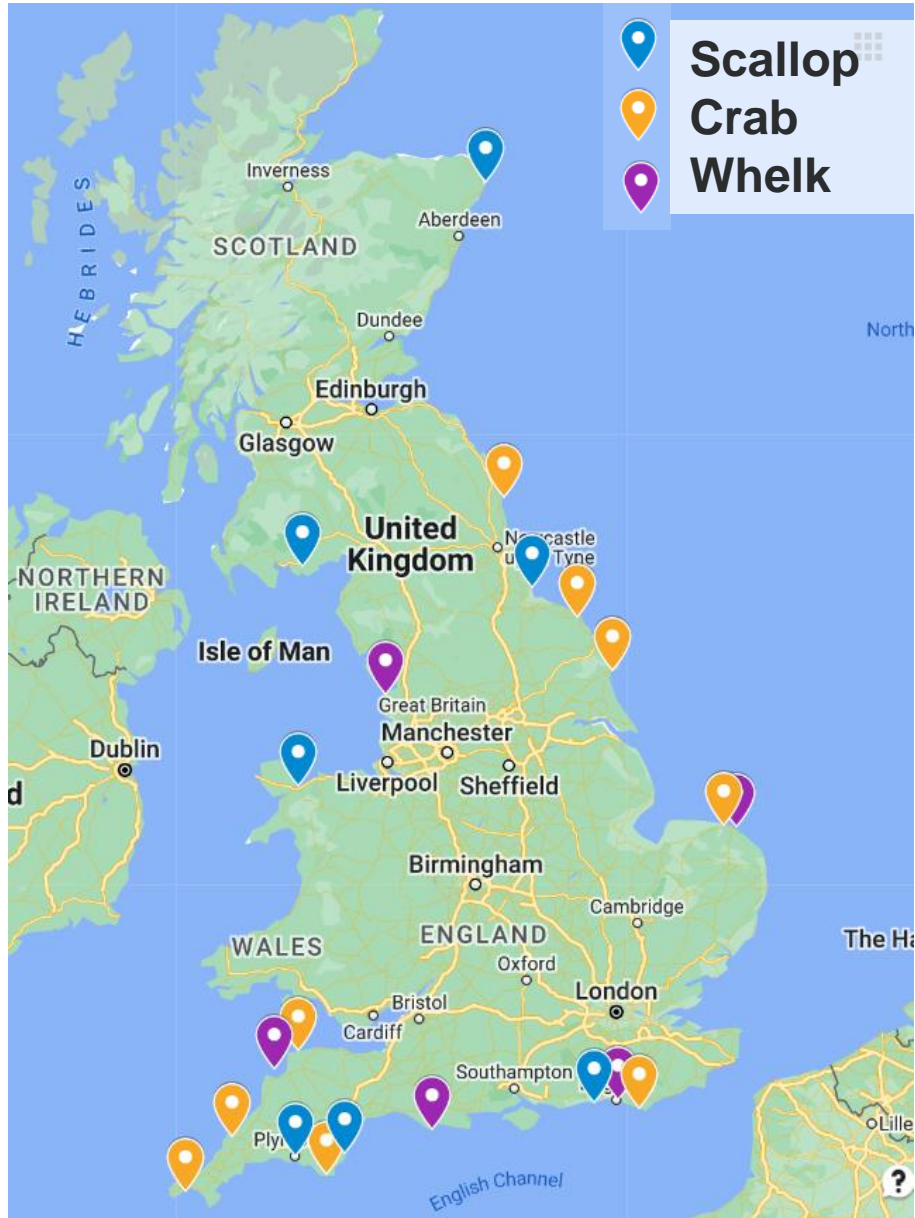 Scallop
Crab
Whelk
Inverness
Aberdeen
SCOTLAND
HEBRIDES
Dundee
North
Edinburgh
Glasgow
United
Kingdom
NORTHERN
IRELAND
Isle of Man
Great Britain
Manchester
Dublin
Liverpool
Sheffield
d
Birmingham
Cambridge
WALES
ENGLAND
The Ha
Oxford
London
Bristol
Cardiff
Southampton
Lille
English Channel
?